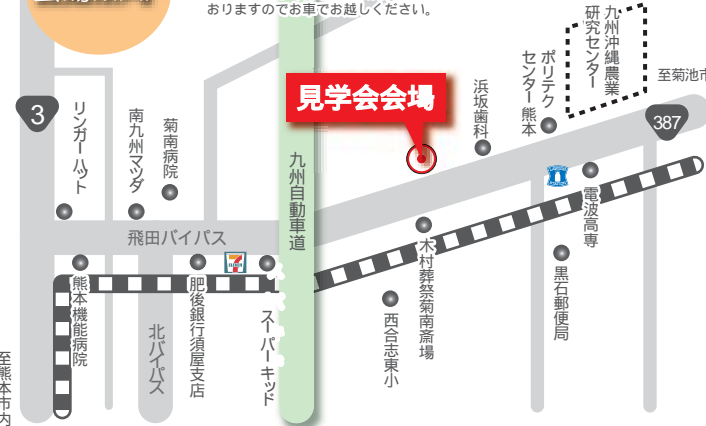 おりますのでお車でお越しください。
九州沖縄農業
研究センター
至菊池市
ポリテク
センター熊本
浜坂歯科
387
見学会会場
3
リンガーハット
南九州マツダ
菊南病院
九州自動車道
飛田バイパス
電波高専
木村葬祭菊南斎場
黒石郵便局
7
ELEVEN
熊本機能病院
肥後銀行須屋支店
スーパーキッド
北バイパス
西合志東小
至熊本市内